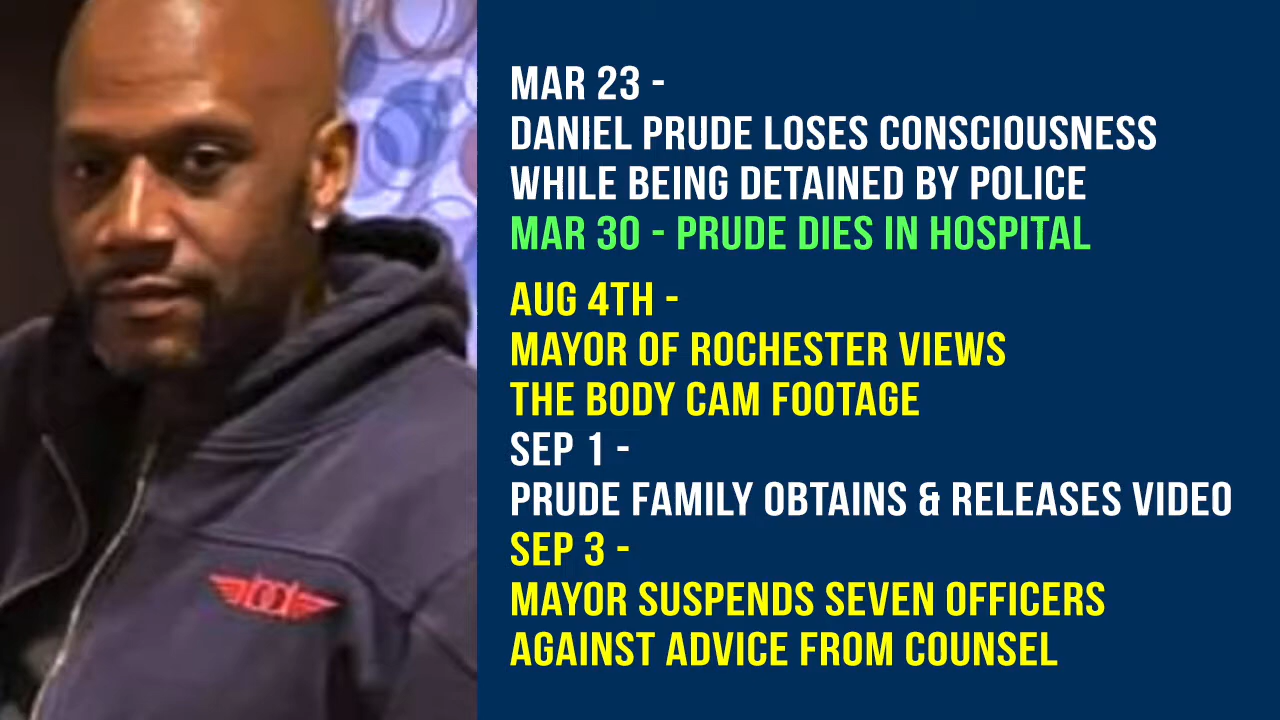 MAR 23 -
DANIEL PRUDE LOSES CONSCIOUSNESS
WHILE BEING DETAINED BY POLICE
MAR 30 - PRUDE DIES IN HOSPITAL
AUG 4TH -
MAYOR OF ROCHESTER VIEWS
THE BODY CAM FOOTAGE
SEP 1 -
PRUDE FAMILY OBTAINS & RELEASES VIDEO
SEP 3 -
MAYOR SUSPENDS SEVEN OFFICERS
AGAINST ADVICE FROM COUNSEL